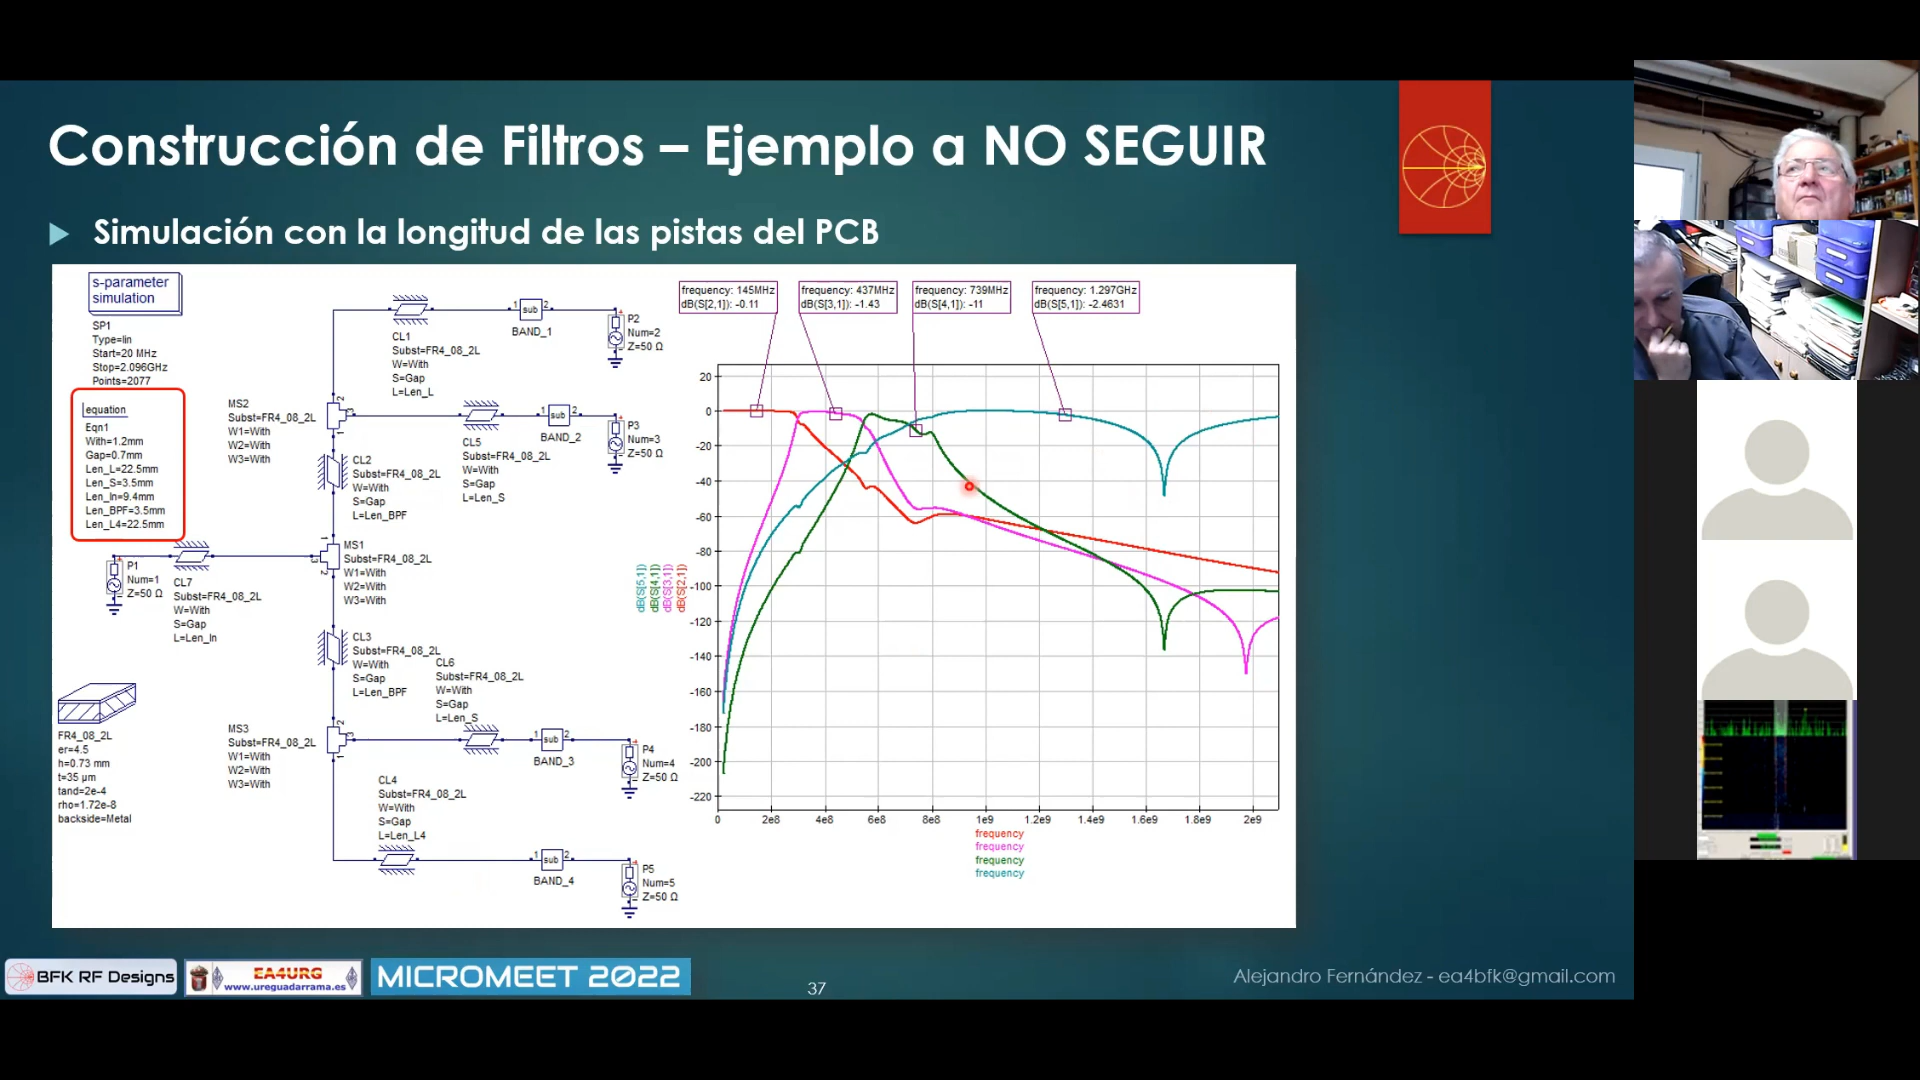 Construcción de Filtros – Ejemplo a NO SEGUIR
Simulación con la longitud de las pistas del PCB
s-parameter
simulation
SP1
Type=lin
Start=20 MHz
Stop=2.096GHz
Points=2077
equation
Eqn1
With=1.2mm
Gap=0.7mm
Len_L=22.5mm
Len_S=3.5mm
Len_In=9.4mm
Len_BPF=3.5mm
Len_L4=22.5mm
P1
Num=1
Z=50 Ω
CL7
Subst=FR4_08_2L
W=With
S=Gap
L=Len_In
FR4_08_2L
er=4.5
h=0.73 mm
t=35 µm
tand=2e-4
rho=1.72e-8
backside=Metal
MS2
Subst=FR4_08_2L
W1=With
W2=With
W3=With
CL1
Subst=FR4_08_2L
W=With
S=Gap
L=Len_L
1 sub 2
BAND_1
P2
Num=2
Z=50 Ω
CL5
Subst=FR4_08_2L
W=With
S=Gap
L=Len_S
1 sub 2
BAND_2
P3
Num=3
Z=50 Ω
CL2
Subst=FR4_08_2L
W=With
S=Gap
L=Len_BPF
MS1
Subst=FR4_08_2L
W1=With
W2=With
W3=With
CL3
Subst=FR4_08_2L
W=With
S=Gap
L=Len_BPF
CL6
Subst=FR4_08_2L
W=With
S=Gap
L=Len_S
MS3
Subst=FR4_08_2L
W1=With
W2=With
W3=With
1 sub 2
BAND_3
P4
Num=4
Z=50 Ω
CL4
Subst=FR4_08_2L
W=With
S=Gap
L=Len_L4
1 sub 2
BAND_4
P5
Num=5
Z=50 Ω
frequency: 145MHz
dB(S[2,1]): -0.11
frequency: 437MHz
dB(S[3,1]): -1.43
frequency: 739MHz
dB(S[4,1]): -11
frequency: 1.297GHz
dB(S[5,1]): -2.4631
20
0
-20
-40
-60
-80
-100
-120
-140
-160
-180
-200
-220
dB(S[5,1])
dB(S[4,1])
dB(S[3,1])
dB(S[2,1])
0 2e8 4e8 6e8 8e8 1e9 1.2e9 1.4e9 1.6e9 1.8e9 2e9
frequency
frequency
frequency
frequency
BFK RF Designs
EA4URG
www.ureguadarrama.es
MICROMEET 2022
37
Alejandro Fernández - ea4bfk@gmail.com